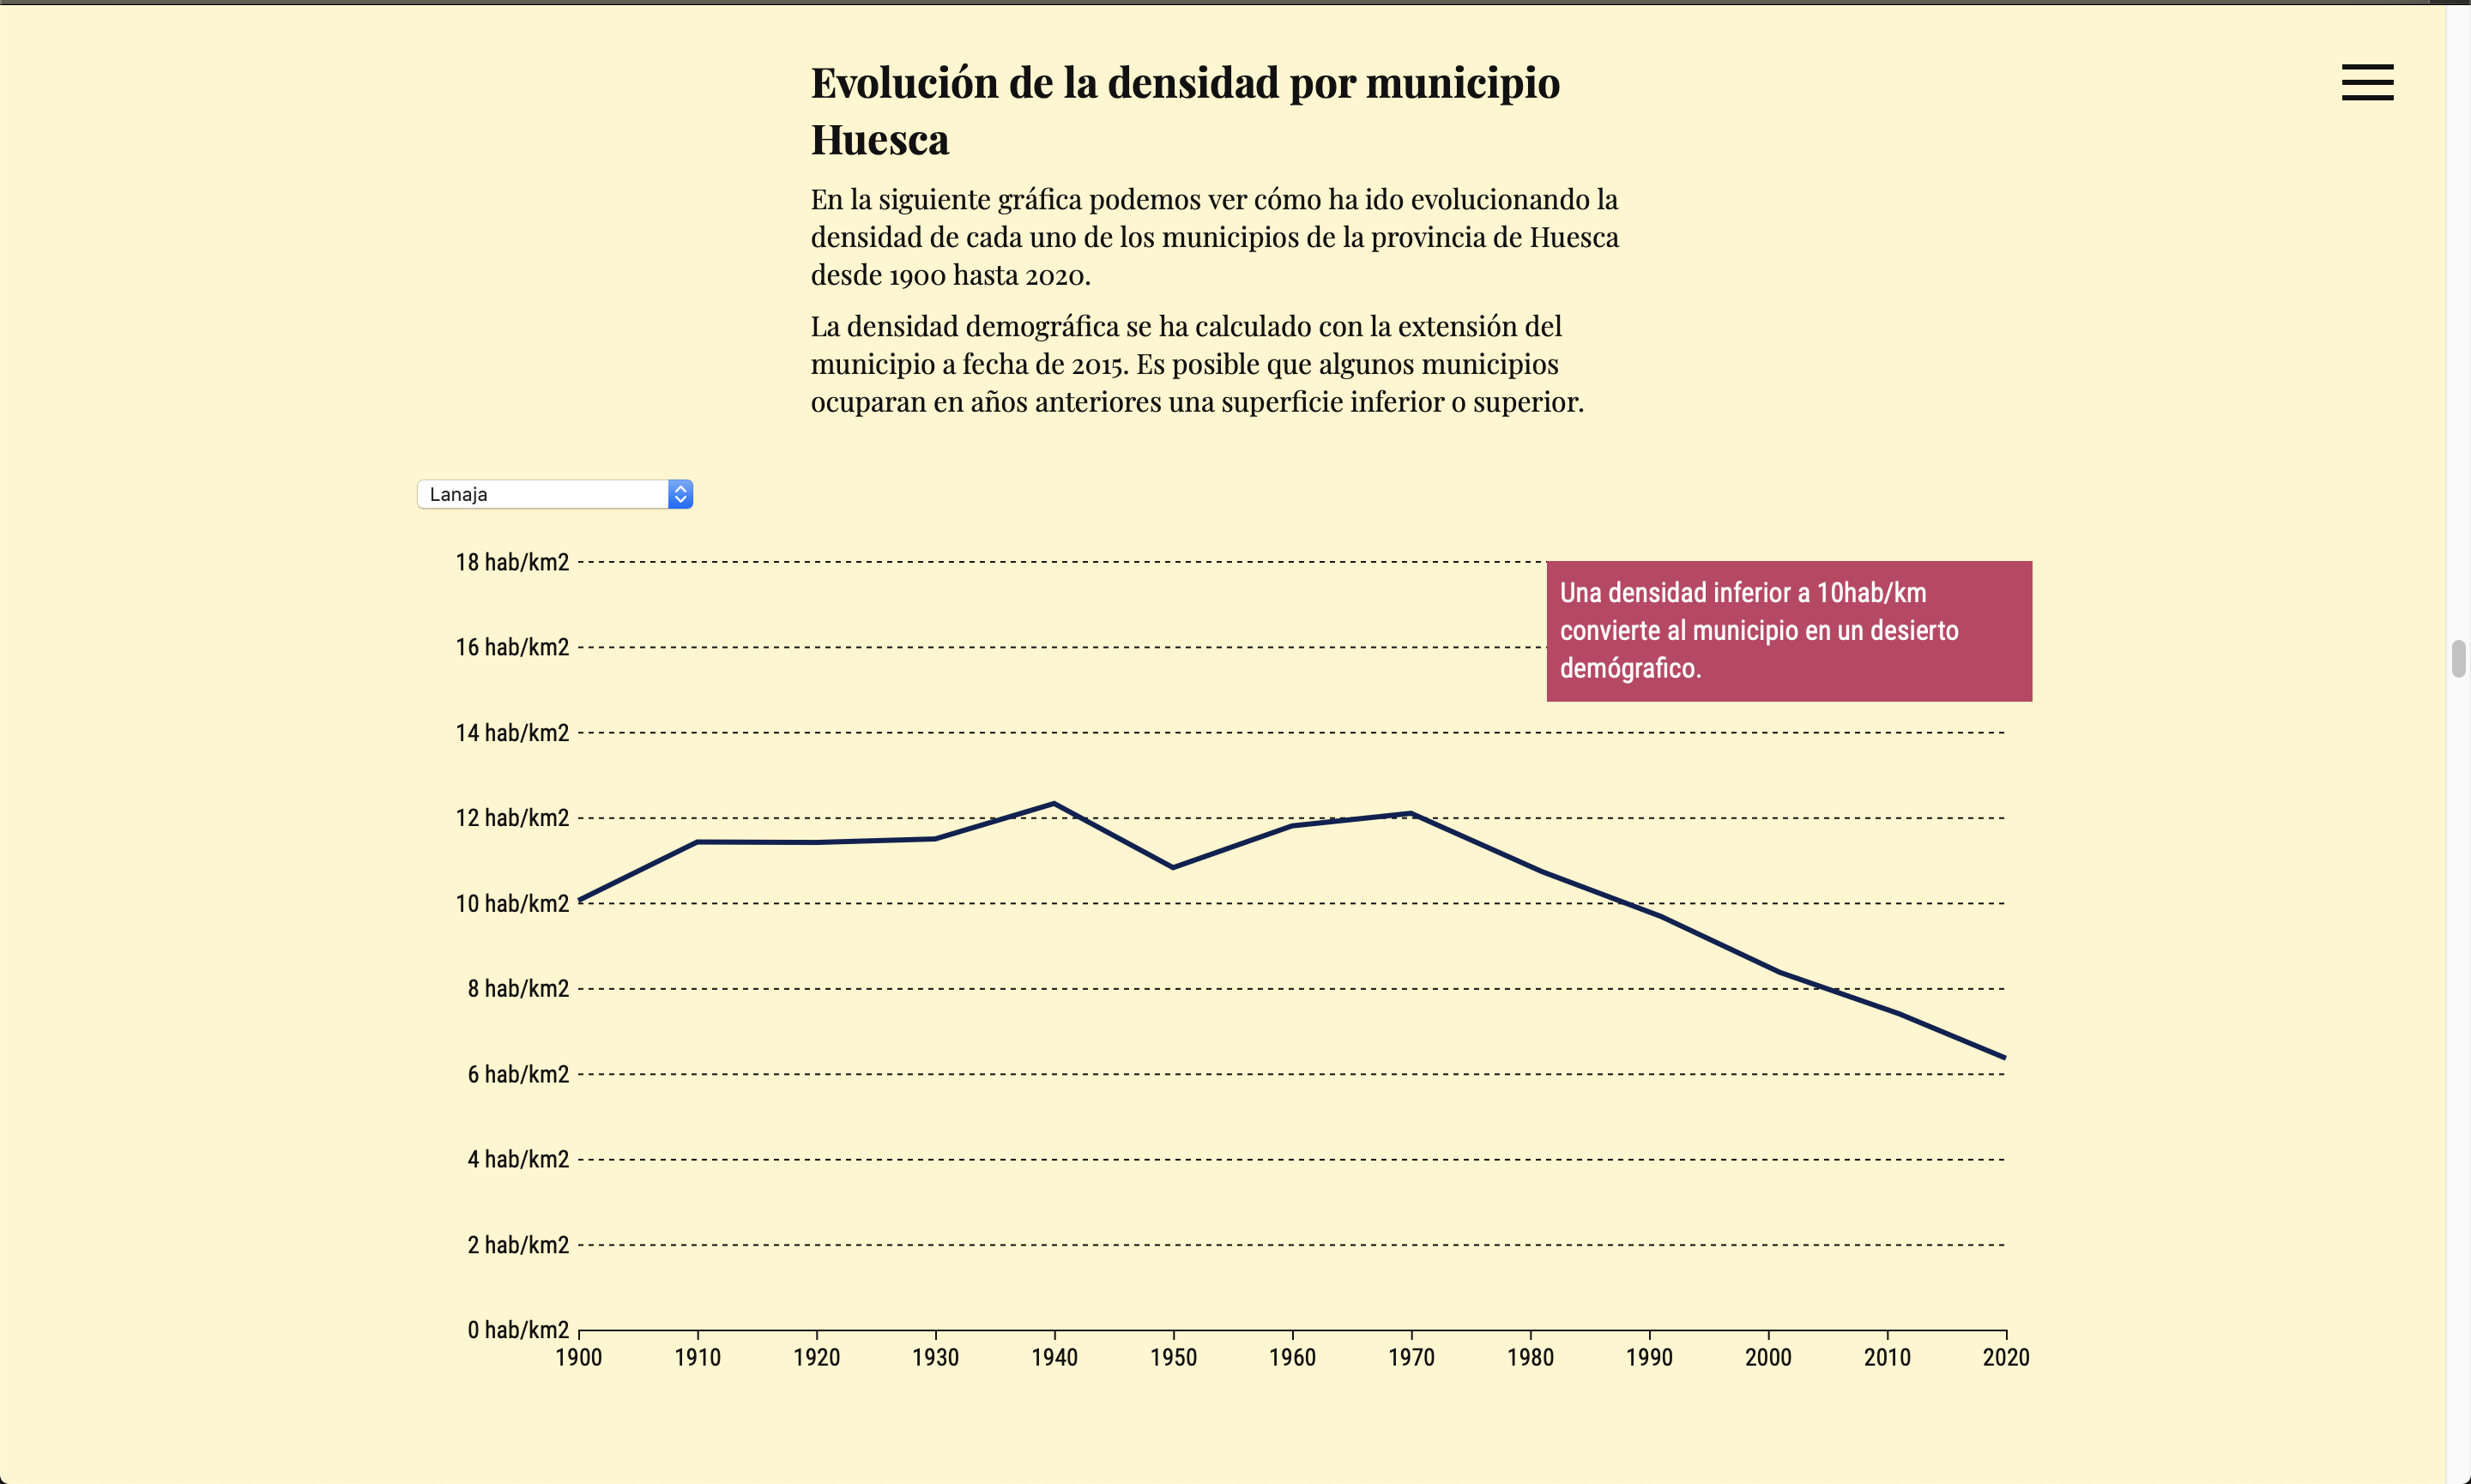 Evolución de la densidad por municipio
Huesca
En la siguiente gráfica podemos ver cómo ha ido evolucionando la
densidad de cada uno de los municipios de la provincia de Huesca
desde 1900 hasta 2020.
La densidad demográfica se ha calculado con la extensión del
municipio a fecha de 2015. Es posible que algunos municipios
ocuparan en años anteriores una superficie inferior o superior.
Lanaja
18 hab/km2
Una densidad inferior a 10hab/km
convierte al municipio en un desierto
demógrafico.
16 hab/km2
14 hab/km2
12 hab/km2
10 hab/km2
8 hab/km2
6 hab/km2
4 hab/km2
2 hab/km2
0 hab/km2
1900 1910 1920 1930 1940 1950 1960 1970 1980 1990 2000 2010 2020